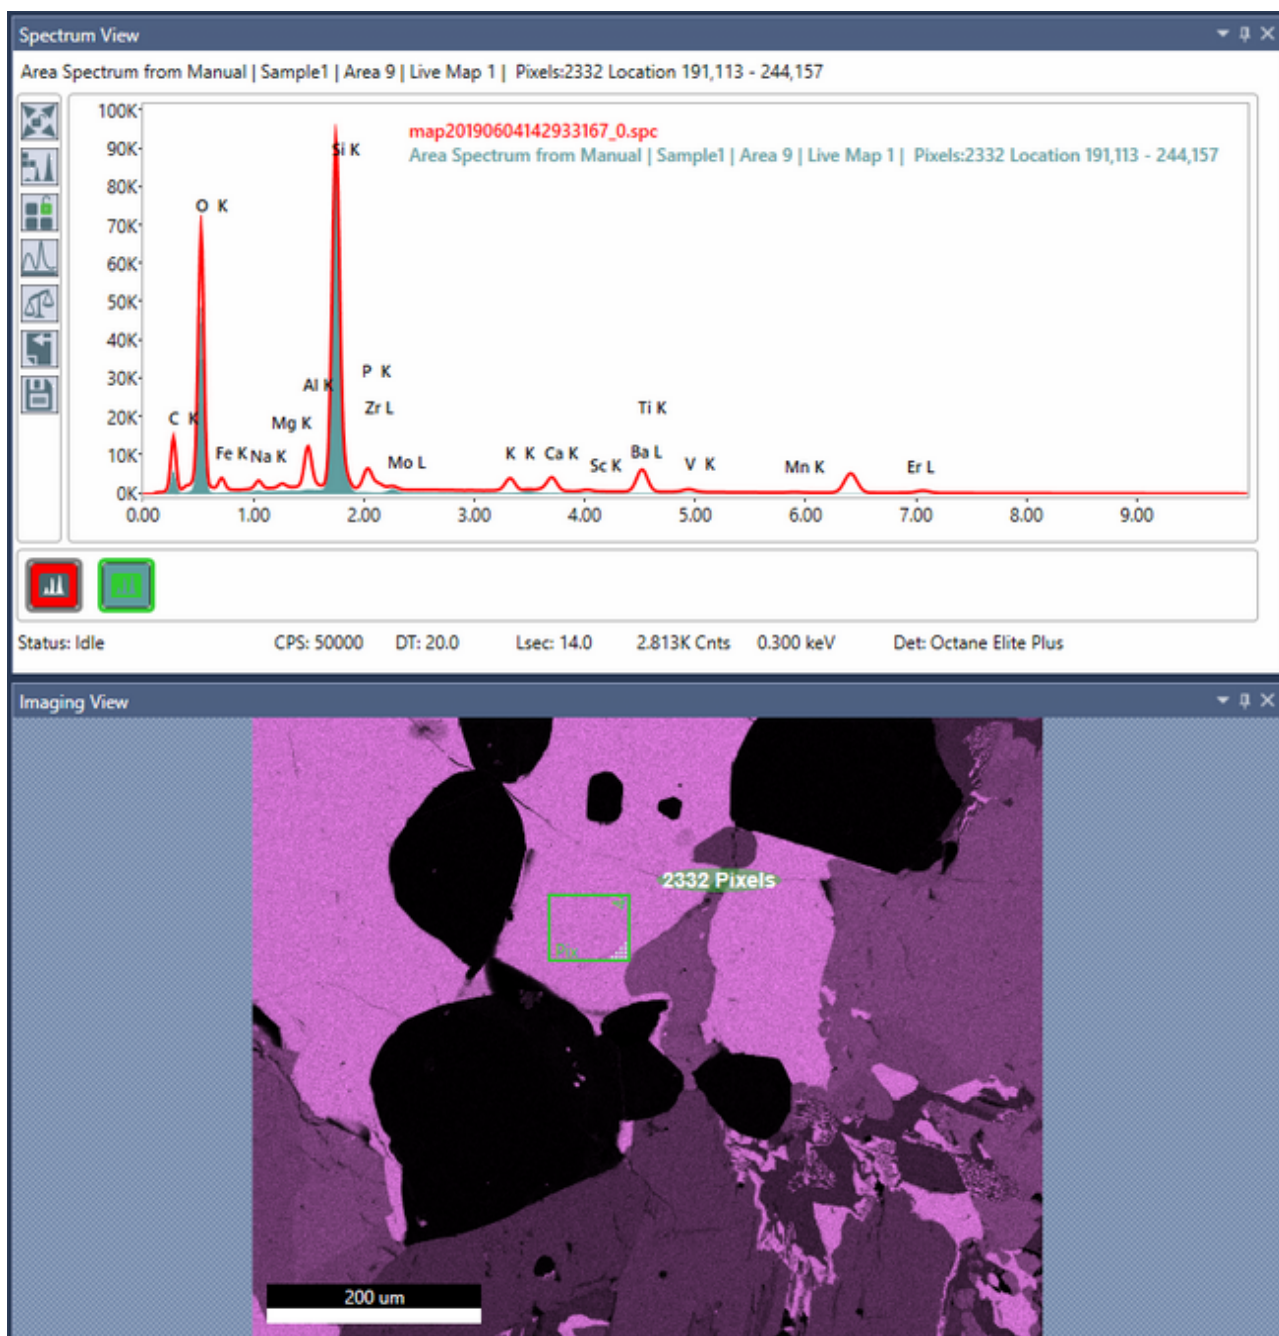 Spectrum View
Area Spectrum from Manual | Sample1 | Area 9 | Live Map 1 | Pixels:2332 Location 191,113 - 244,157
100K
map20190604142933167_0.spc
90K
Si K
Area Spectrum from Manual | Sample1 | Area 9 | Live Map 1 | Pixels:2332 Location 191,113 - 244,157
80K
O K
70K
60K
50K
40K
30K
P K
Al K
20K
Zr L
Ti K
C K
Mg K
10K
Fe K
Na K
Mo L
K K
Ca K
Sc K
Ba L
V K
Mn K
Er L
0K
0.00 1.00 2.00 3.00 4.00 5.00 6.00 7.00 8.00 9.00
Status: Idle CPS: 50000 DT: 20.0 Lsec: 14.0 2.813K Cnts 0.300 keV Det: Octane Elite Plus
Imaging View
2332 Pixels
200 um